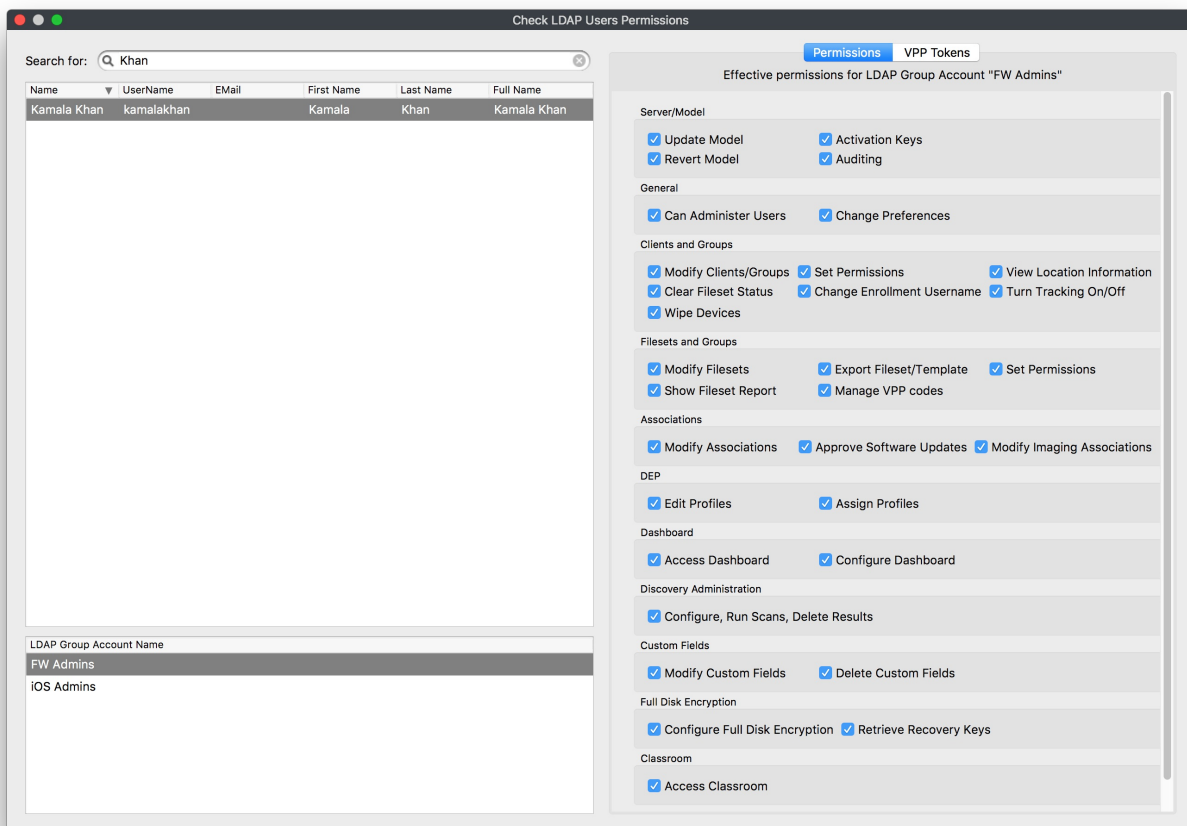 Check LDAP Users Permissions
Search for: Khan
Name UserName EMail First Name Last Name Full Name
Kamala Khan kamalakhan Kamala Khan Kamala Khan
LDAP Group Account Name
FW Admins
iOS Admins
Permissions VPP Tokens
Effective permissions for LDAP Group Account "FW Admins"
Server/Model
Update Model Activation Keys
Revert Model Auditing
General
Can Administer Users Change Preferences
Clients and Groups
Modify Clients/Groups Set Permissions View Location Information
Clear Fileset Status Change Enrollment Username Turn Tracking On/Off
Wipe Devices
Filesets and Groups
Modify Filesets Export Fileset/Template Set Permissions
Show Fileset Report Manage VPP codes
Associations
Modify Associations Approve Software Updates Modify Imaging Associations
DEP
Edit Profiles Assign Profiles
Dashboard
Access Dashboard Configure Dashboard
Discovery Administration
Configure, Run Scans, Delete Results
Custom Fields
Modify Custom Fields Delete Custom Fields
Full Disk Encryption
Configure Full Disk Encryption Retrieve Recovery Keys
Classroom
Access Classroom